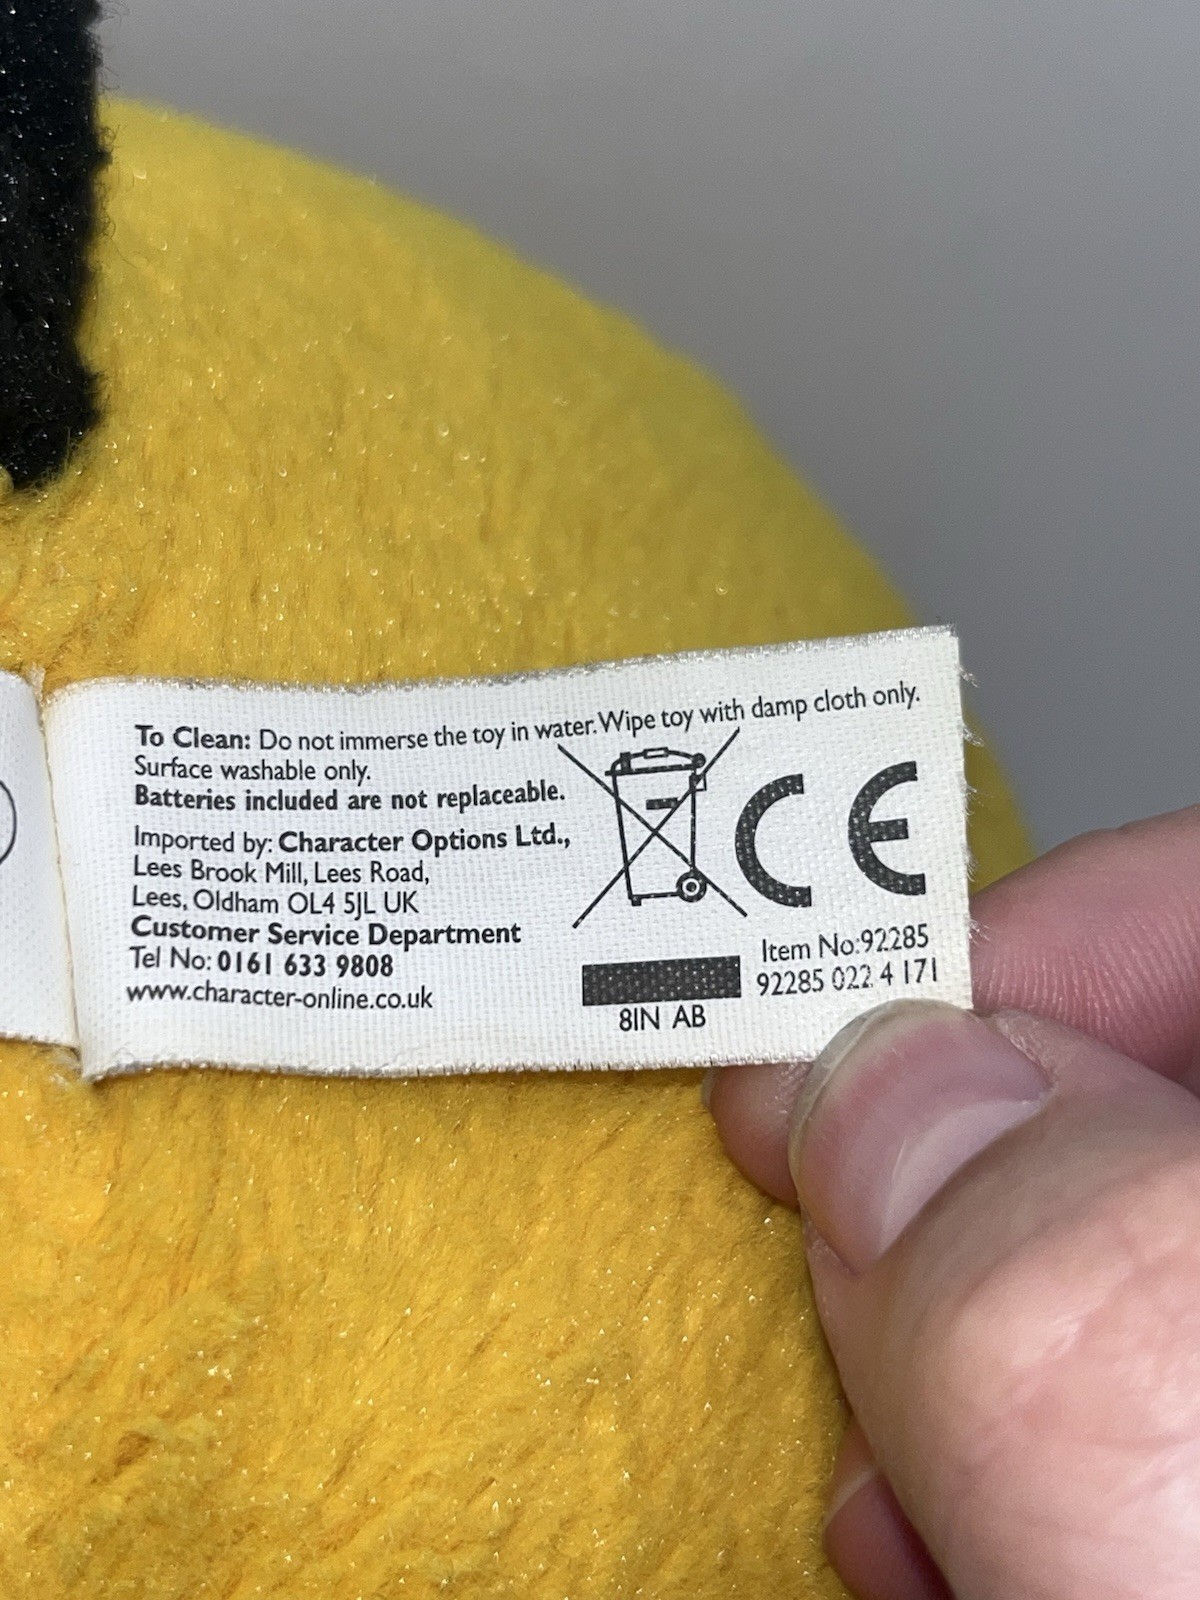 To Clean: Do not immerse the toy in water. Wipe toy with damp cloth only.
Surface washable only.
Batteries included are not replaceable.
Imported by: Character Options Ltd.,
Lees Brook Mill, Lees Road,
Lees, Oldham OL4 5JL UK
Customer Service Department
Tel No: 0161 633 9808
www.character-online.co.uk
CE
Item No:92285
92285 022 4 171
8IN AB